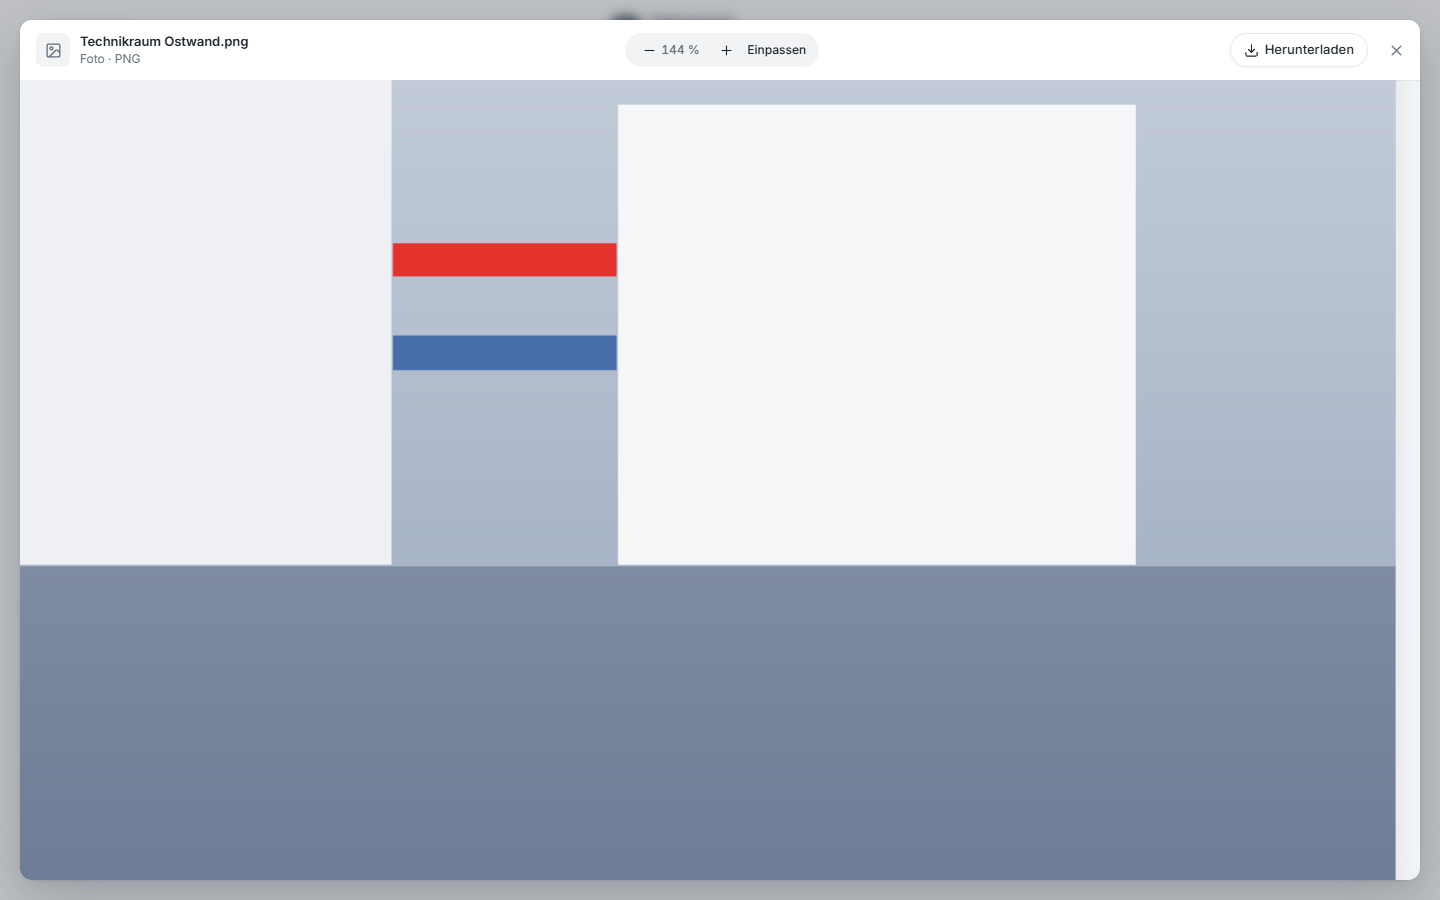 Technikraum Ostwand.png
Foto · PNG
144 %
Einpassen
Herunterladen